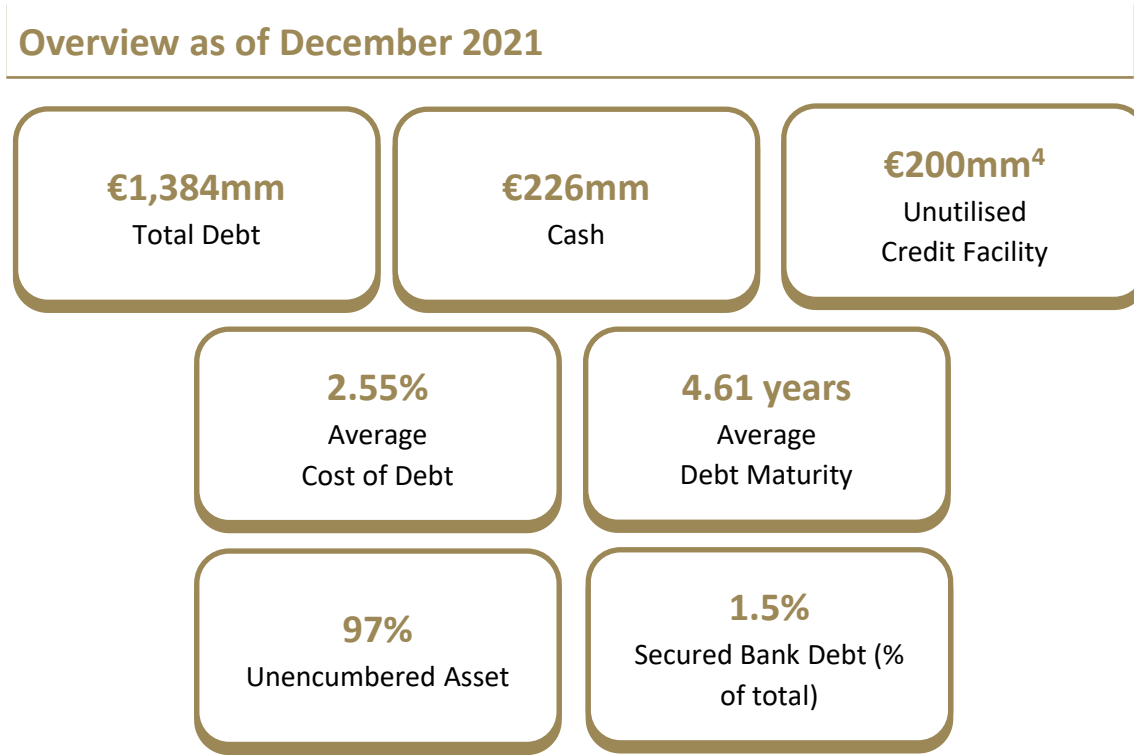 Overview as of December 2021
€1,384mm
Total Debt
€226mm
Cash
€200mm4
Unutilised
Credit Facility
2.55%
Average
Cost of Debt
4.61 years
Average
Debt Maturity
97%
Unencumbered Asset
1.5%
Secured Bank Debt (%
of total)